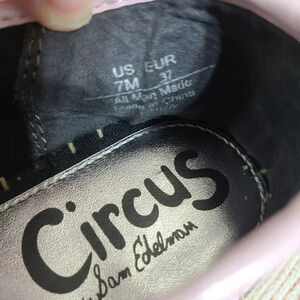 US EUR
7M 37
All Man Made
Made in China
Circus
by Sam Edelman